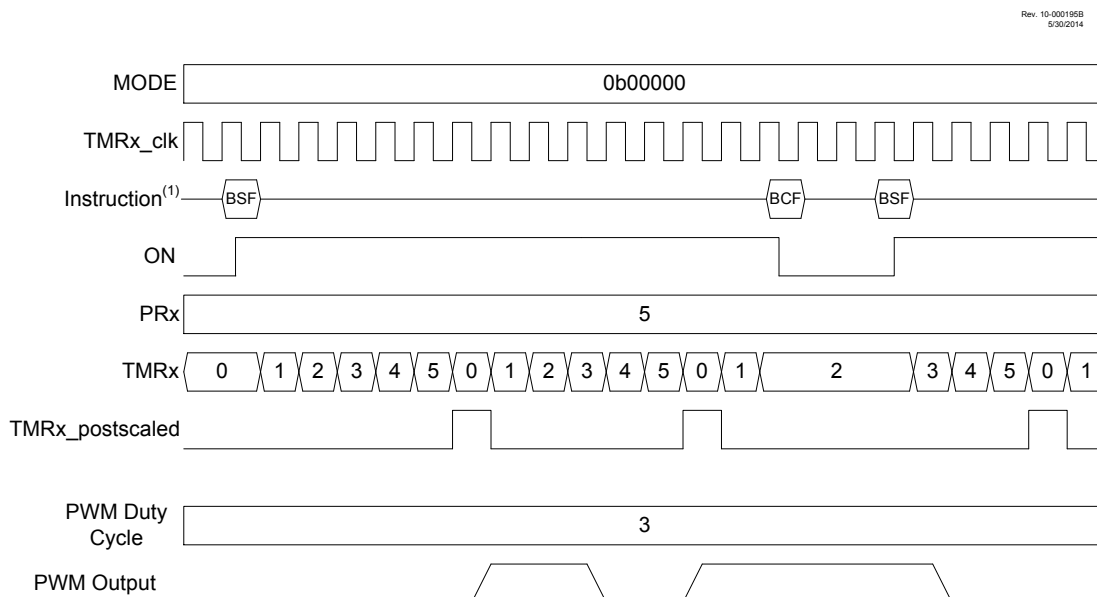 Rev. 10-000195B
5/30/2014
MODE 0b00000
TMRx_clk
Instruction(1) BSF BCF BSF
ON
PRx 5
TMRx 0 1 2 3 4 5 0 1 2 3 4 5 0 1 2 3 4 5 0 1
TMRx_postscaled
PWM Duty
Cycle 3
PWM Output